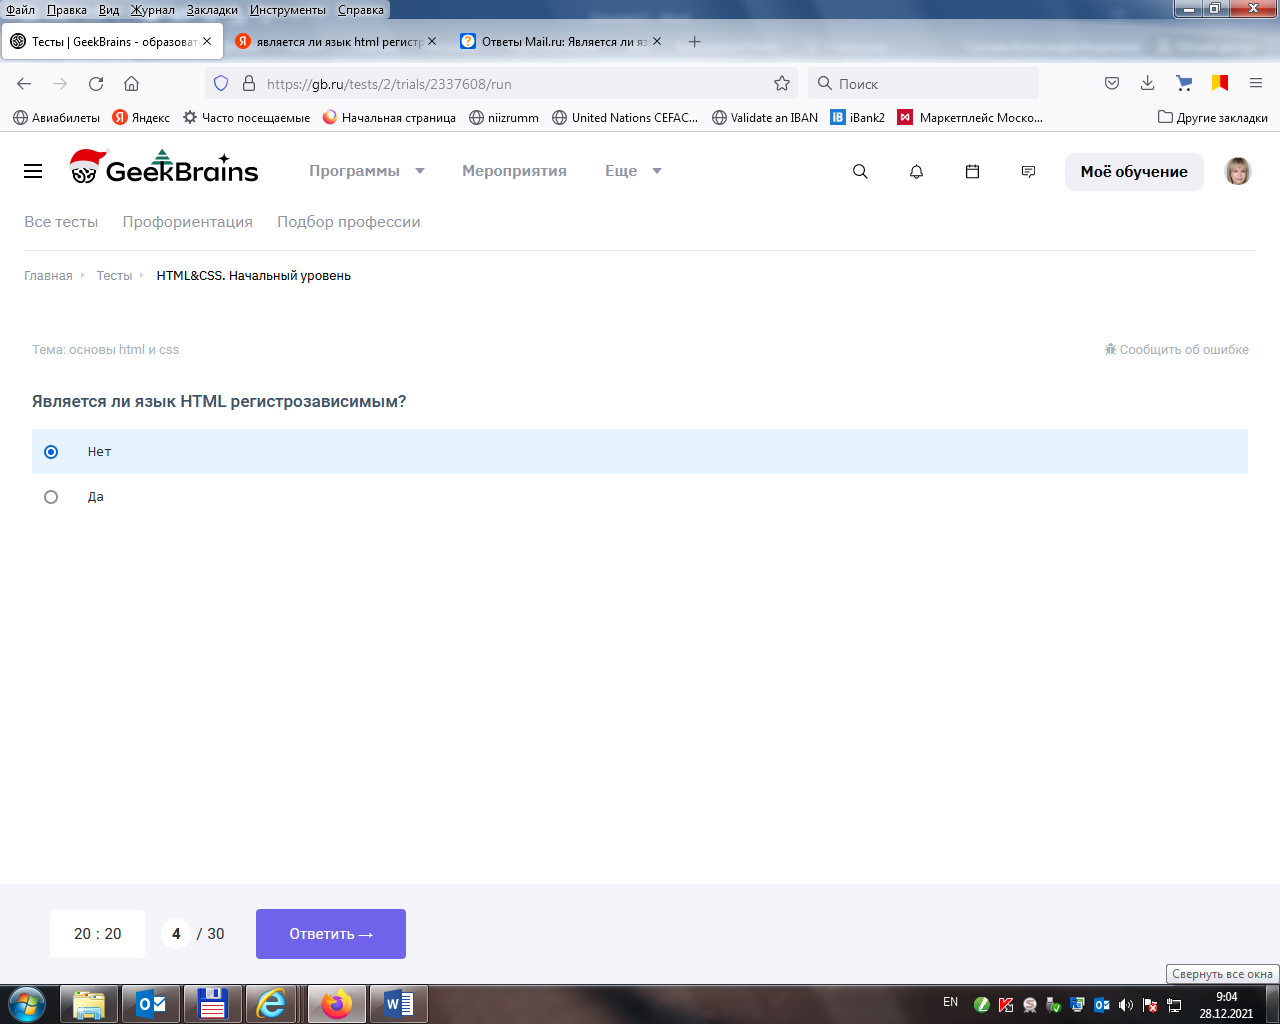 Файл Правка Вид Журнал Закладки Инструменты Справка
Тесты | GeekBrains - образоват
является ли язык html регистр
Ответы Mail.ru: Является ли яз
https://gb.ru/tests/2/trials/2337608/run
Поиск
Авиабилеты Яндекс Часто посещаемые Начальная страница niizrumm United Nations CEFAC... Validate an IBAN iBank2 Маркетплейс Моско... Другие закладки
GeekBrains Программы Мероприятия Еще Моё обучение
Все тесты Профориентация Подбор профессии
Главная Тесты HTML&CSS. Начальный уровень
Тема: основы html и css Сообщить об ошибке
Является ли язык HTML регистрозависимым?
Нет
Да
20 : 20 4 / 30 Ответить →
Свернуть все окна
EN 9:04
28.12.2021